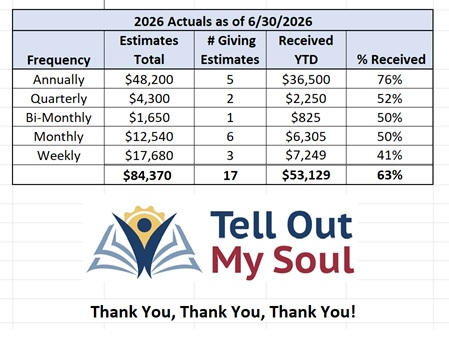 2026 Actuals as of 6/30/2026
Frequency Estimates Total # Giving Estimates Received YTD % Received
Annually $48,200 5 $36,500 76%
Quarterly $4,300 2 $2,250 52%
Bi-Monthly $1,650 1 $825 50%
Monthly $12,540 6 $6,305 50%
Weekly $17,680 3 $7,249 41%
$84,370 17 $53,129 63%
Tell Out
My Soul
Thank You, Thank You, Thank You!